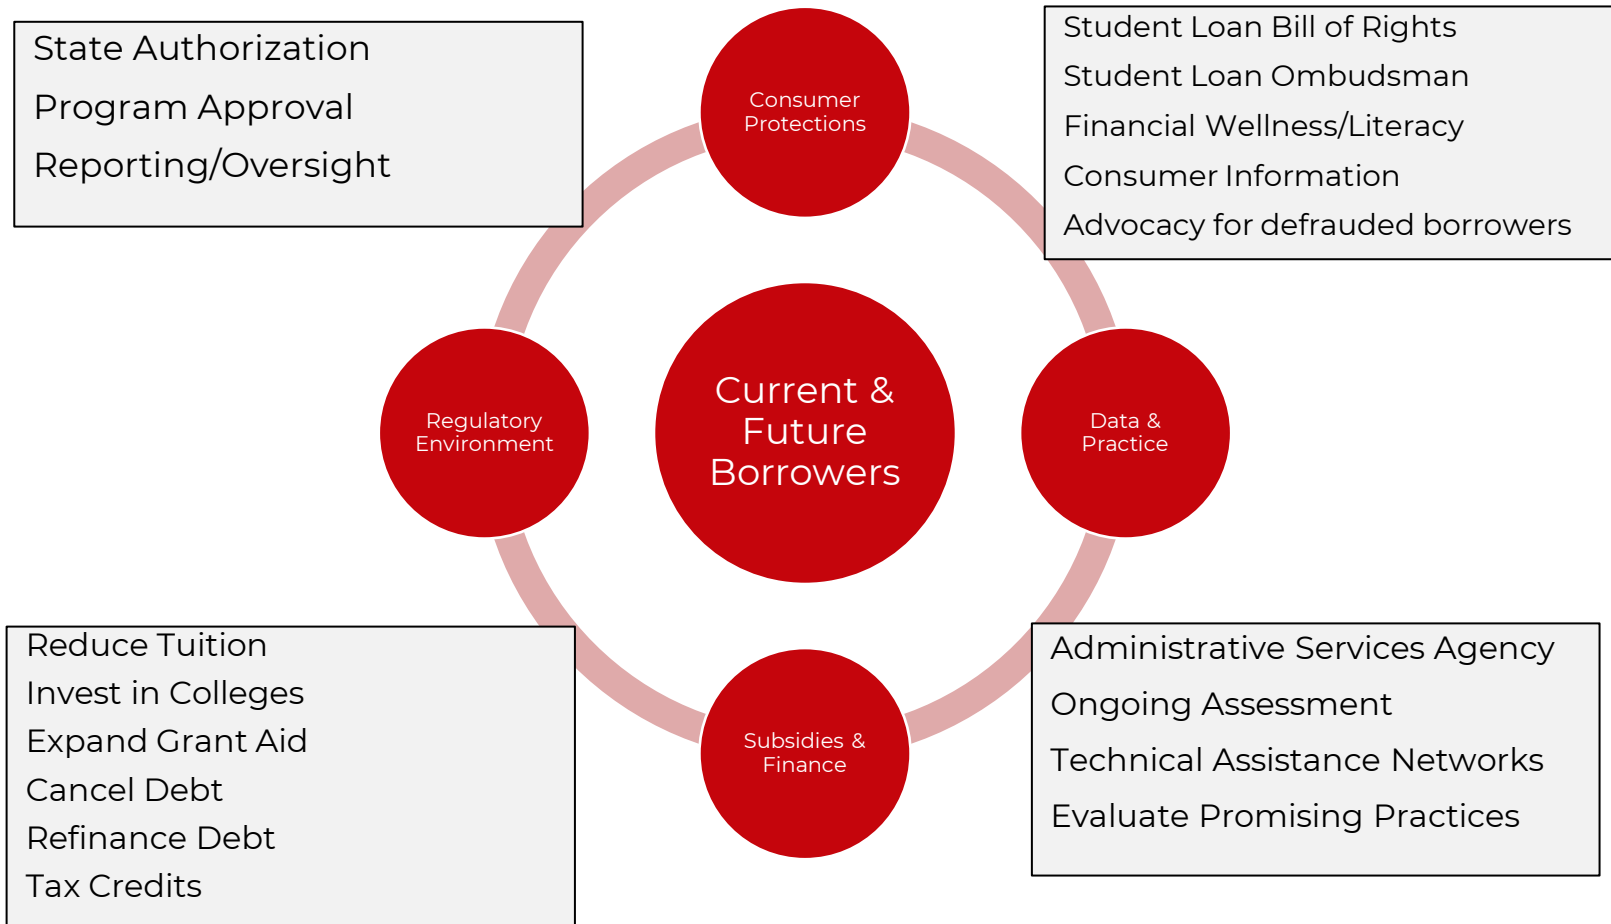 State Authorization
Program Approval
Reporting/Oversight
Consumer
Protections
Student Loan Bill of Rights
Student Loan Ombudsman
Financial Wellness/Literacy
Consumer Information
Advocacy for defrauded borrowers
Regulatory
Environment
Current &
Future
Borrowers
Data &
Practice
Reduce Tuition
Invest in Colleges
Expand Grant Aid
Cancel Debt
Refinance Debt
Tax Credits
Subsidies &
Finance
Administrative Services Agency
Ongoing Assessment
Technical Assistance Networks
Evaluate Promising Practices